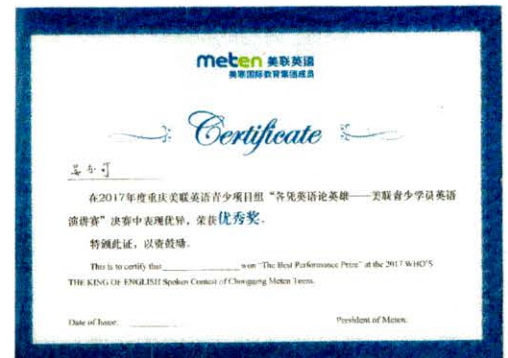 meten 美联英语
美联国际教育集团成员
Certificate
在2017年度重庆美联英语青少项目组“各凭英语论英雄——美联青少学员英语
演讲赛”决赛中表现优异，荣获优秀奖。
特颁此证，以资鼓励。
This is to certify that ____________ won "The Best Performance Prize" at the 2017 WHO'S
THE KING OF ENGLISH Spoken Contest of Chongqing Meten Teens.
Date of Issue:
President of Meten: